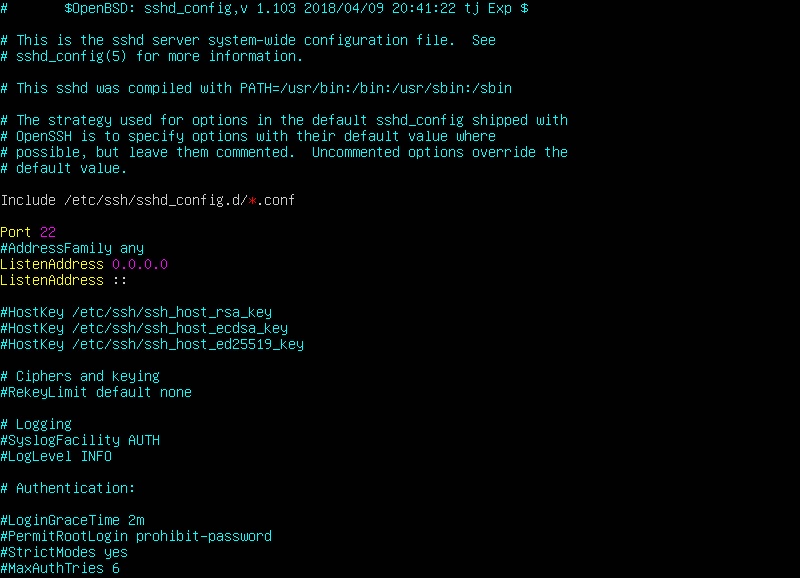 #       $OpenBSD: sshd_config,v 1.103 2018/04/09 20:41:22 tj Exp $
# This is the sshd server system-wide configuration file.  See
# sshd_config(5) for more information.
# This sshd was compiled with PATH=/usr/bin:/bin:/usr/sbin:/sbin
# The strategy used for options in the default sshd_config shipped with
# OpenSSH is to specify options with their default value where
# possible, but leave them commented.  Uncommented options override the
# default value.
Include /etc/ssh/sshd_config.d/*.conf
Port 22
#AddressFamily any
ListenAddress 0.0.0.0
ListenAddress ::
#HostKey /etc/ssh/ssh_host_rsa_key
#HostKey /etc/ssh/ssh_host_ecdsa_key
#HostKey /etc/ssh/ssh_host_ed25519_key
# Ciphers and keying
#RekeyLimit default none
# Logging
#SyslogFacility AUTH
#LogLevel INFO
# Authentication:
#LoginGraceTime 2m
#PermitRootLogin prohibit-password
#StrictModes yes
#MaxAuthTries 6